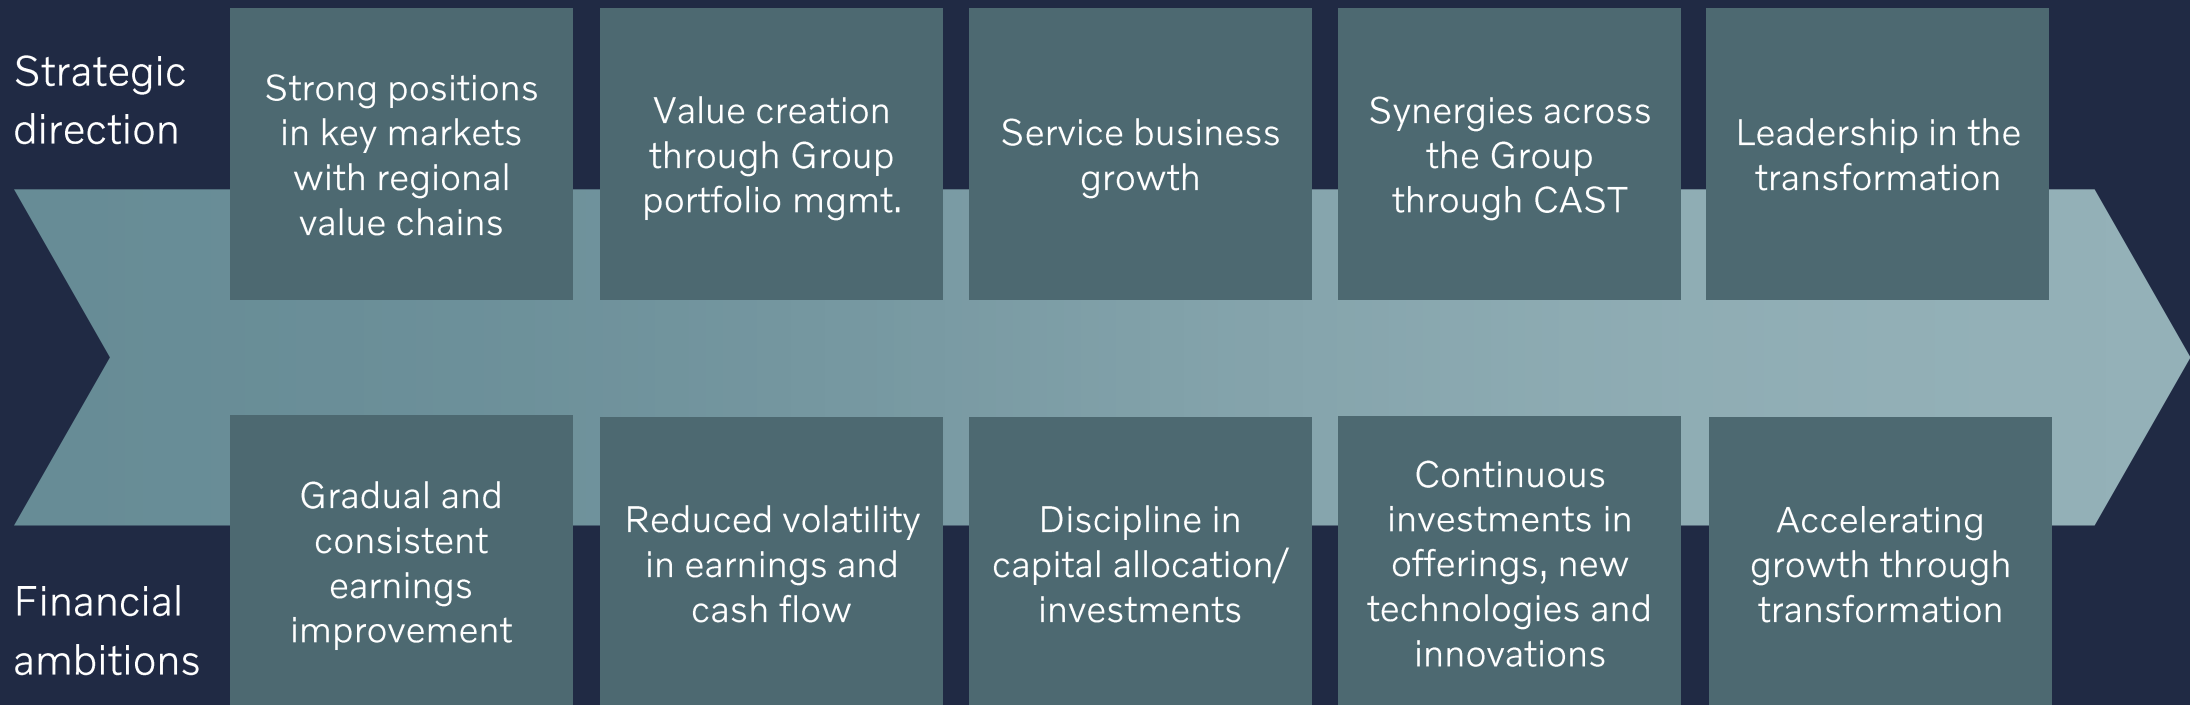 Strategic
direction
Strong positions
in key markets
with regional
value chains
Value creation
through Group
portfolio mgmt.
Service business
growth
Synergies across
the Group
through CAST
Leadership in the
transformation
Financial
ambitions
Gradual and
consistent
earnings
improvement
Reduced volatility
in earnings and
cash flow
Discipline in
capital allocation/
investments
Continuous
investments in
offerings, new
technologies and
innovations
Accelerating
growth through
transformation